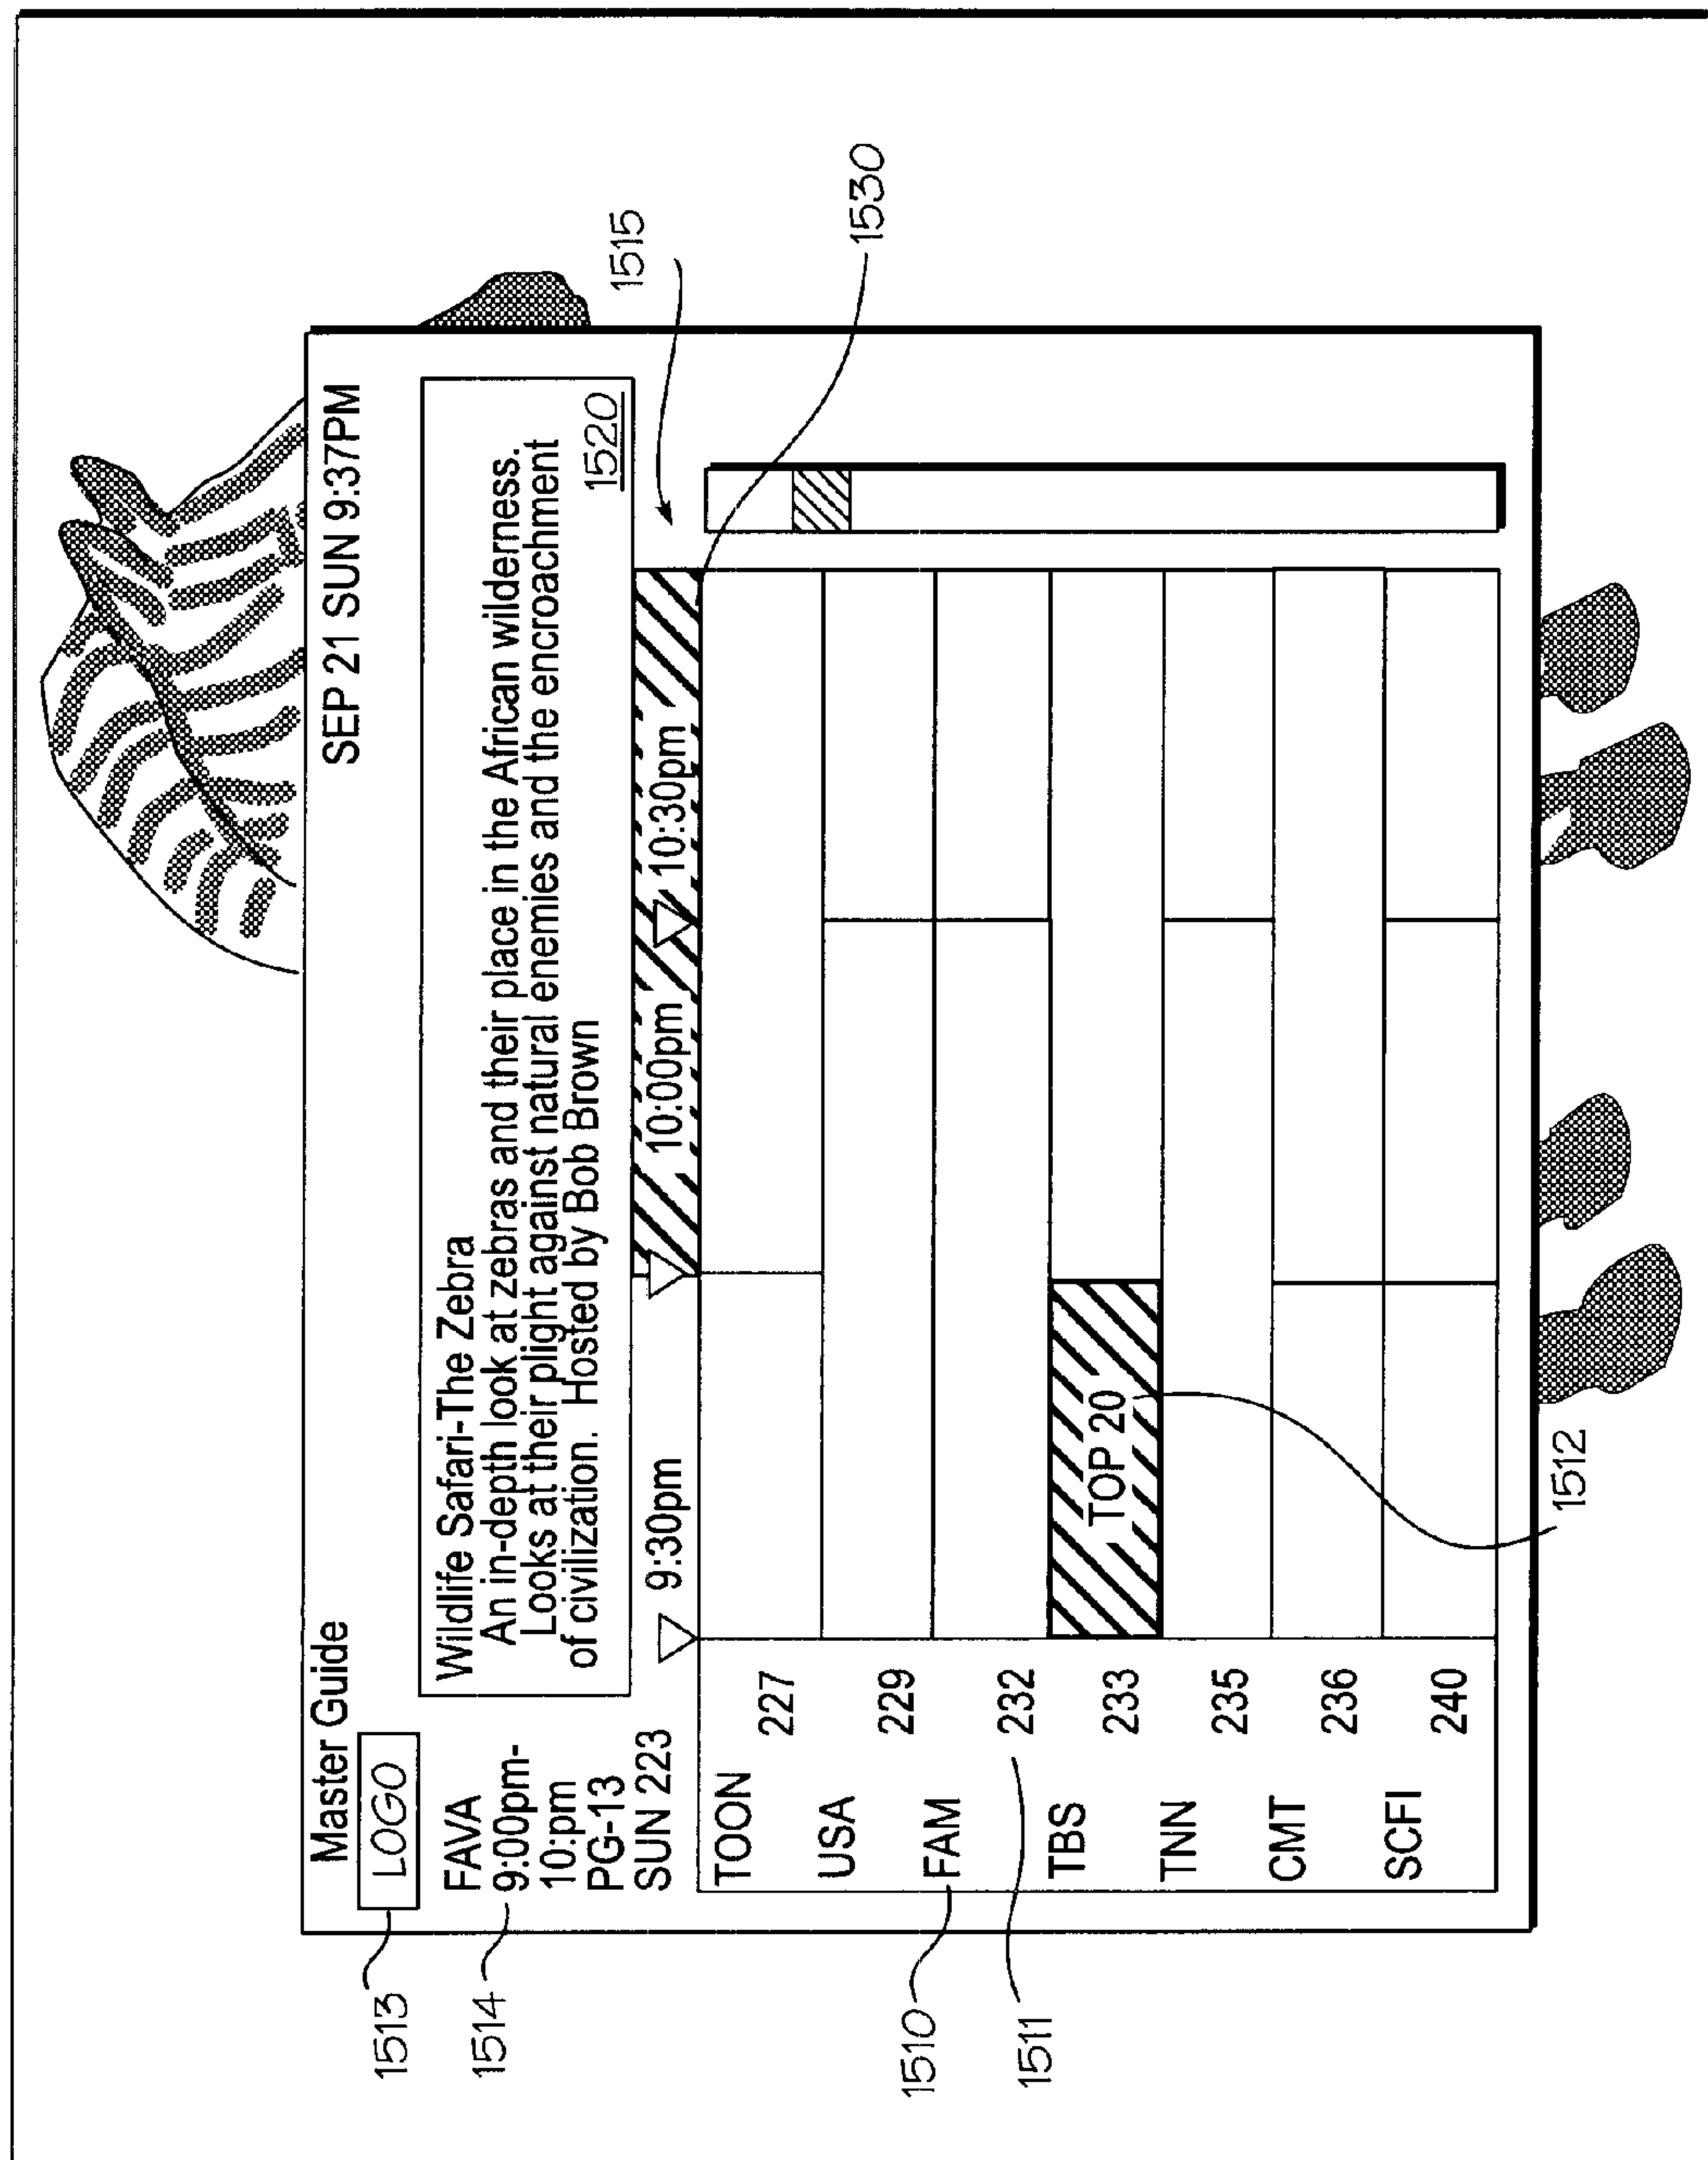 Master Guide
SEP 21 SUN 9:37PM
1513
LOGO
1514
FAVA
9:00pm-
10:pm
PG-13
SUN 223
Wildlife Safari-The Zebra
An in-depth look at zebras and their place in the African wilderness.
Looks at their plight against natural enemies and the encroachment
of civilization. Hosted by Bob Brown
1520
1515
9:30pm
10:00pm
10:30pm
1530
TOON 227
USA 229
1510
FAM 232
1511
TBS 233
TOP 20
TNN 235
CMT 236
SCFI 240
1512